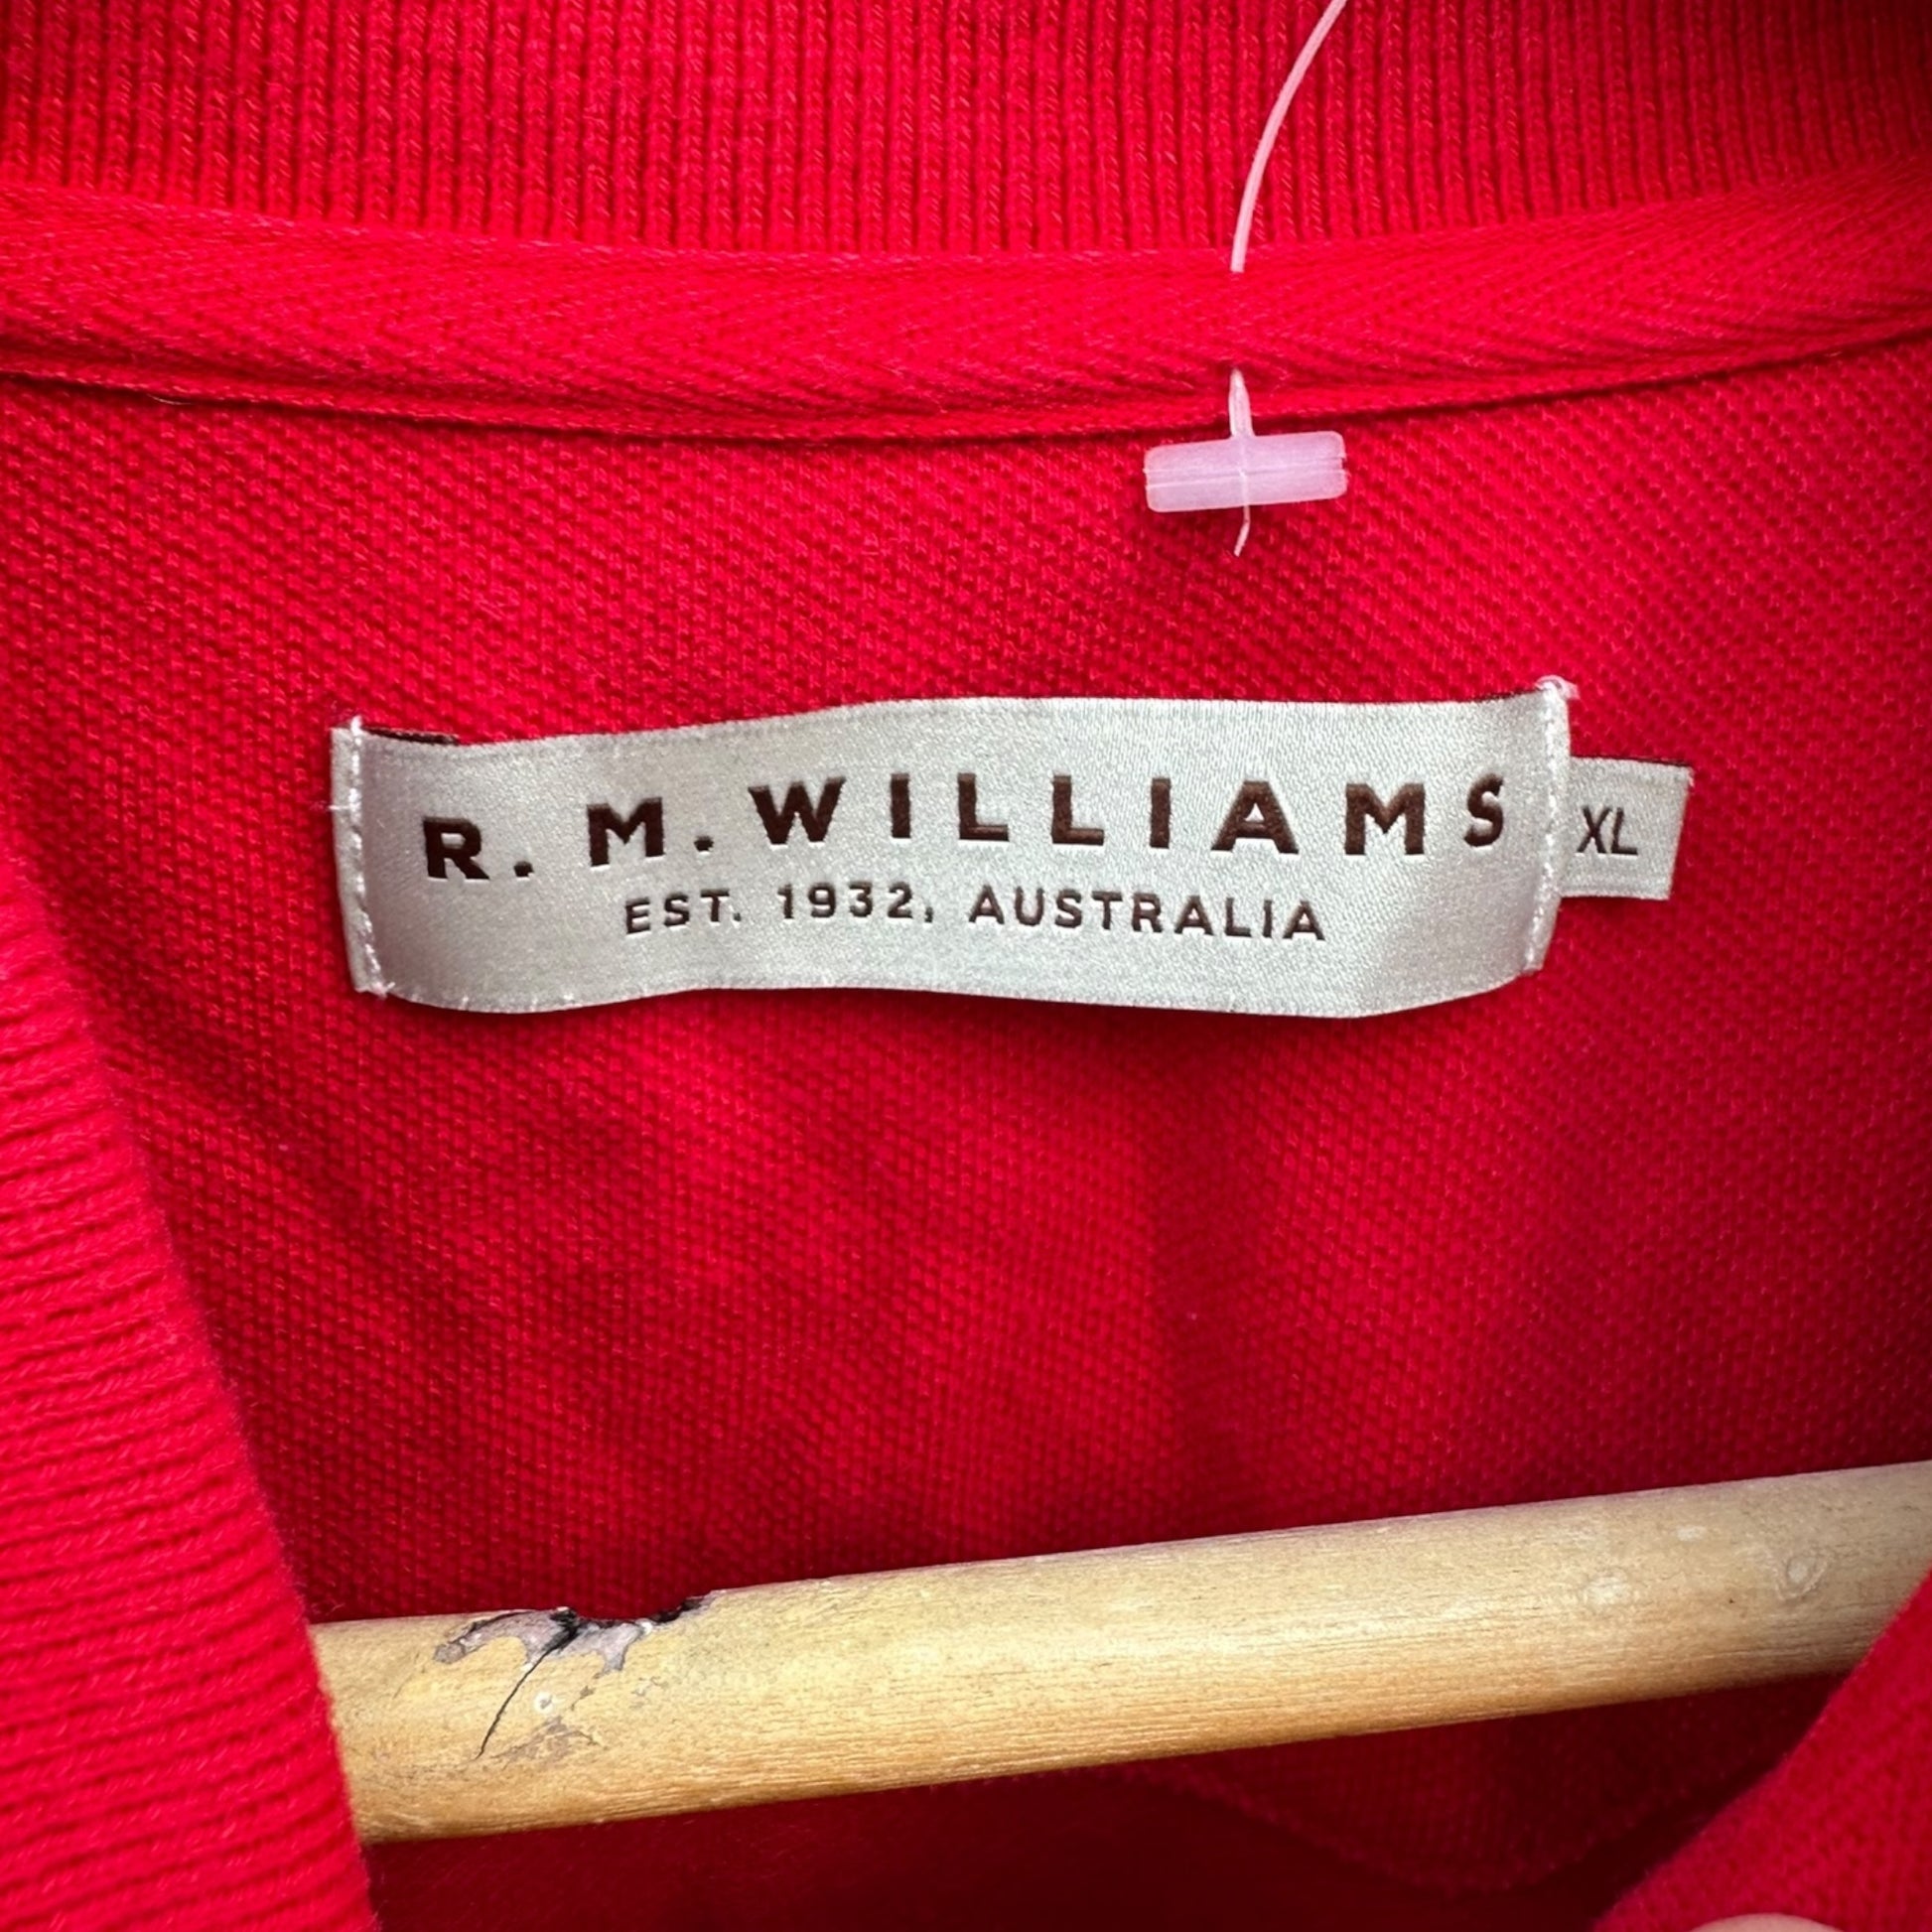 R. M. WILLIAMS
EST. 1932, AUSTRALIA
XL